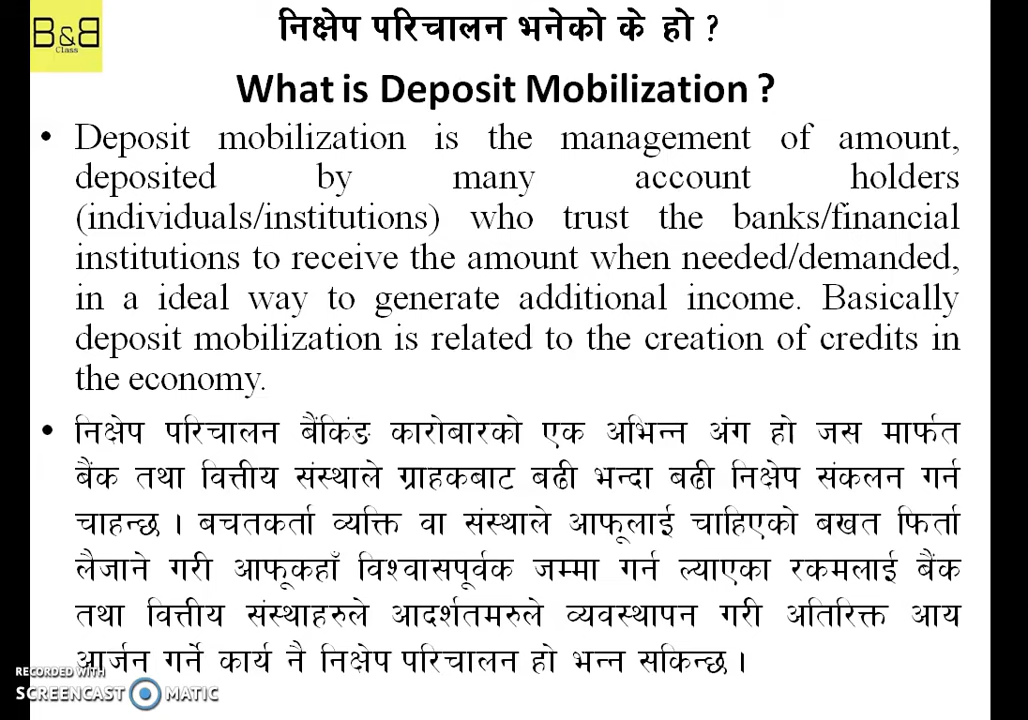 B&B
Class
निक्षेप परिचालन भनेको के हो ?
What is Deposit Mobilization ?
• Deposit mobilization is the management of amount,
deposited by many account holders
(individuals/institutions) who trust the banks/financial
institutions to receive the amount when needed/demanded,
in a ideal way to generate additional income. Basically
deposit mobilization is related to the creation of credits in
the economy.
• निक्षेप परिचालन बैंकिंङ कारोबारको एक अभिन्न अंग हो जस मार्फत
बैंक तथा वित्तीय संस्थाले ग्राहकबाट बढी भन्दा बढी निक्षेप संकलन गर्न
चाहन्छ । बचतकर्ता व्यक्ति वा संस्थाले आफूलाई चाहिएको बखत फिर्ता
लैजाने गरी आफूकहाँ विश्वासपूर्वक जम्मा गर्न ल्याएका रकमलाई बैंक
तथा वित्तीय संस्थाहरुले आदर्शतमरुले व्यवस्थापन गरी अतिरिक्त आय
आर्जन गर्ने कार्य नै निक्षेप परिचालन हो भन्न सकिन्छ ।
RECORDED WITH
SCREENCAST MATIC